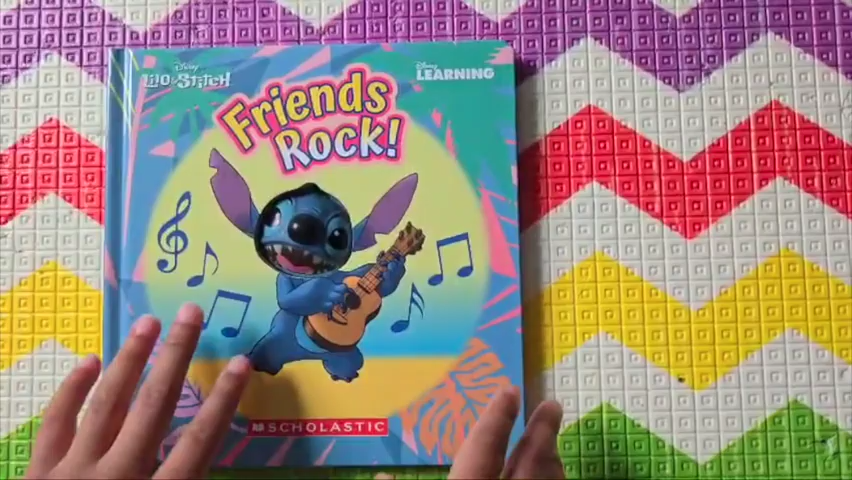 Disney
LILO & STITCH
Disney
LEARNING
Friends
Rock!
SCHOLASTIC